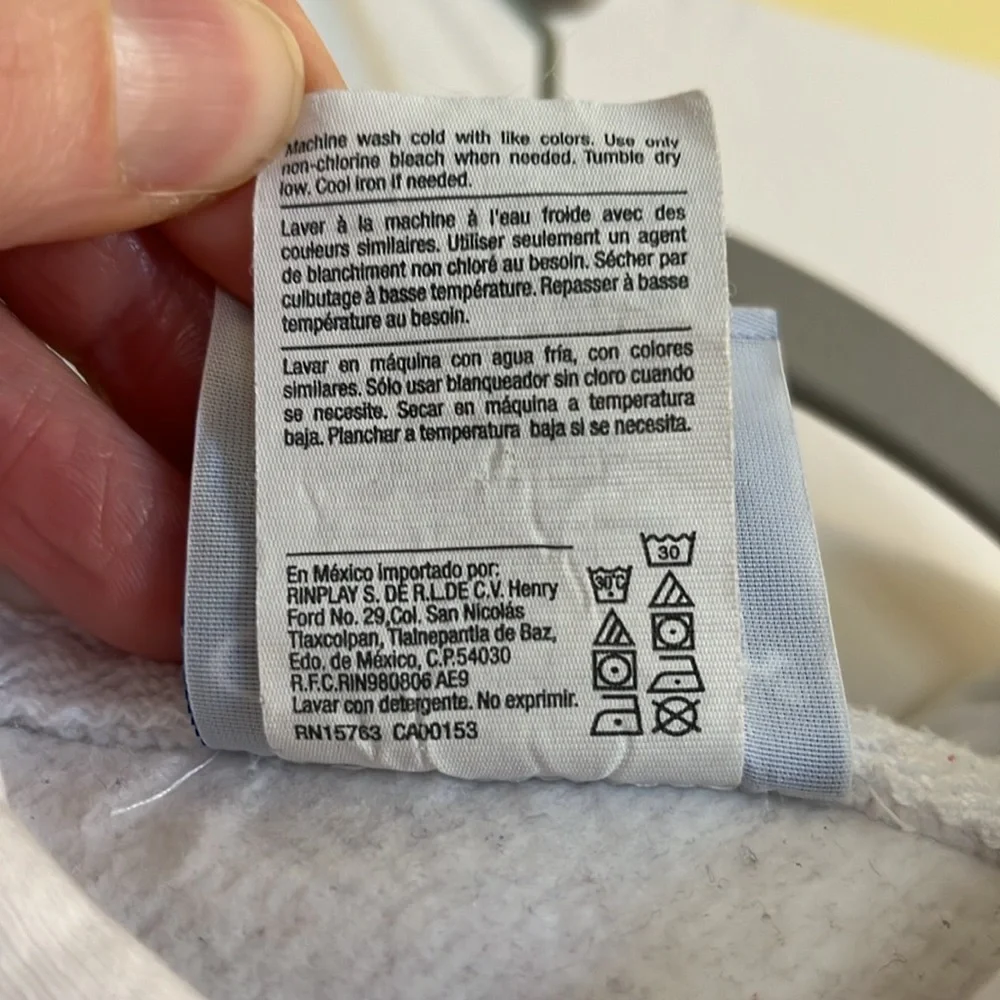 Machine wash cold with like colors. Use only
non-chlorine bleach when needed. Tumble dry
low. Cool iron if needed.
Laver à la machine à l'eau froide avec des
couleurs similaires. Utiliser seulement un agent
de blanchiment non chloré au besoin. Sécher par
culbutage à basse température. Repasser à basse
température au besoin.
Lavar en máquina con agua fría, con colores
similares. Sólo usar blanqueador sin cloro cuando
se necesite. Secar en máquina a temperatura
baja. Planchar a temperatura baja si se necesita.
En México importado por:
RINPLAY S. DE R.L.DE C.V. Henry
Ford No. 29,Col. San Nicolás
Tlaxcolpan, Tlalnepantla de Baz,
Edo. de México, C.P.54030
R.F.C.RIN980806 AE9
Lavar con detergente. No exprimir.
RN15763 CA00153
30
30°C